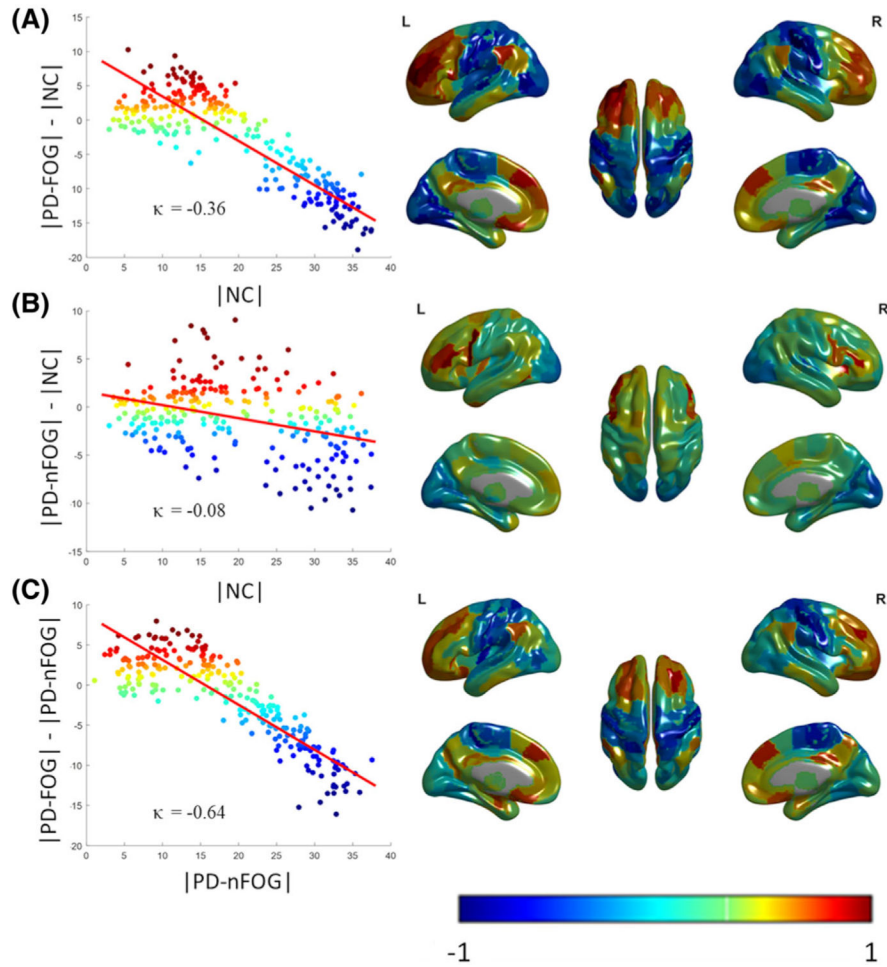 (A)
|PD-FOG| - |NC|
15
10
5
0
-5
-10
-15
-20
κ = -0.36
0 5 10 15 20 25 30 35 40
|NC|
L R
(B)
|PD-nFOG| - |NC|
10
5
0
-5
-10
-15
κ = -0.08
0 5 10 15 20 25 30 35 40
|NC|
L R
(C)
|PD-FOG| - |PD-nFOG|
10
5
0
-5
-10
-15
-20
κ = -0.64
0 5 10 15 20 25 30 35 40
|PD-nFOG|
L R
-1 1